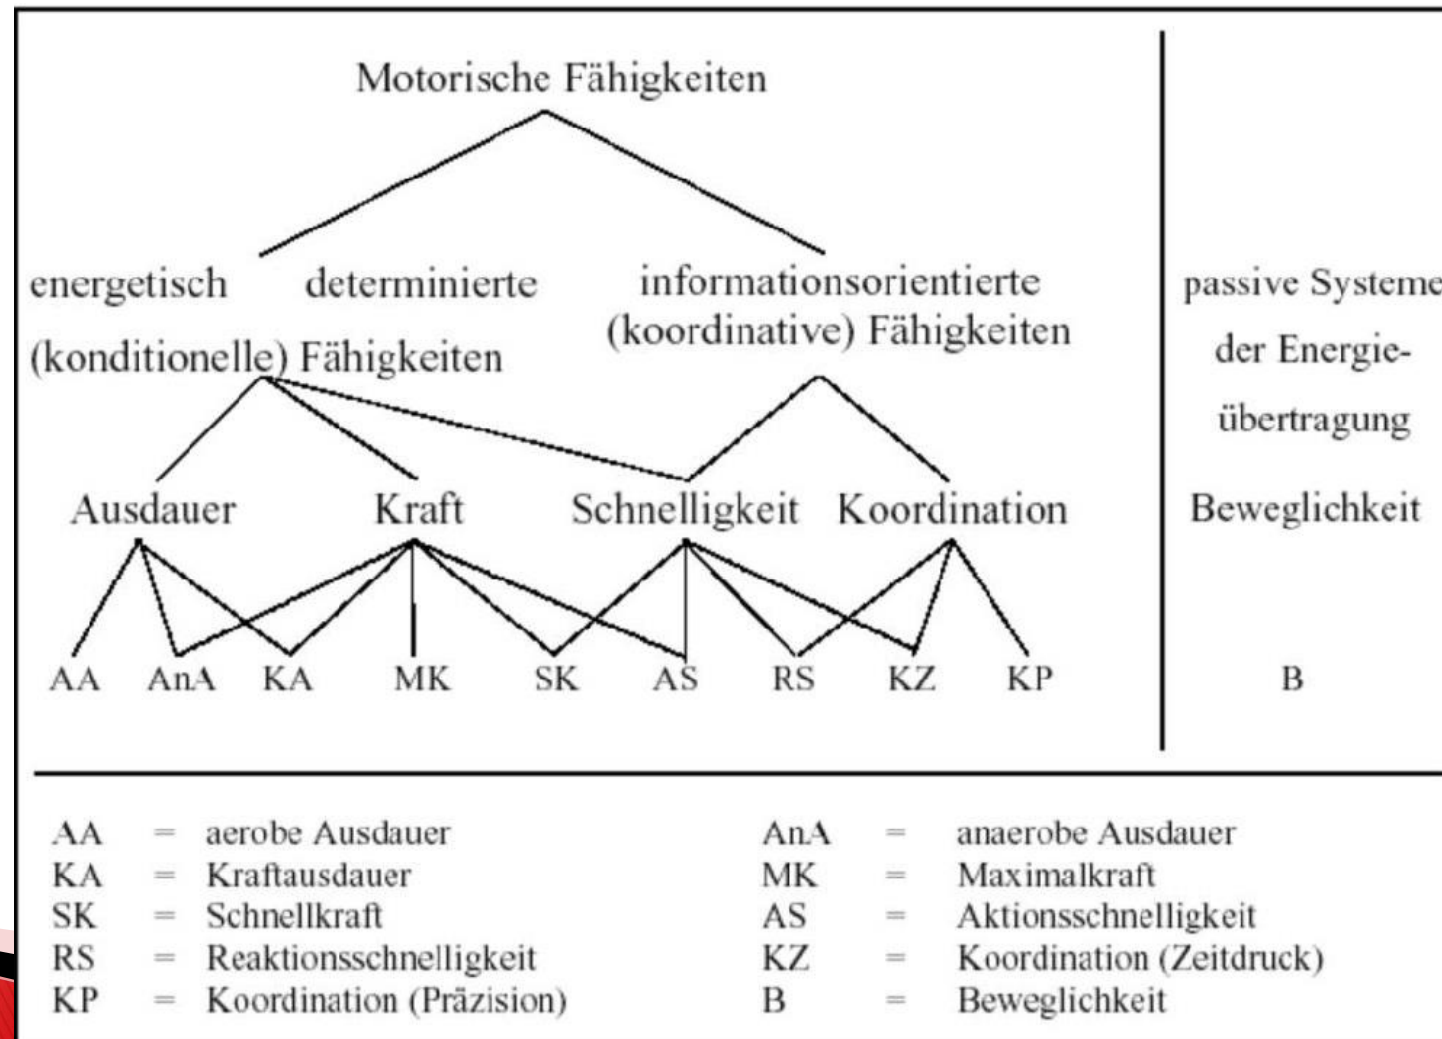 Motorische Fähigkeiten
energetisch determinierte
(konditionelle) Fähigkeiten
informationsorientierte
(koordinative) Fähigkeiten
passive Systeme
der Energie-
übertragung
Ausdauer Kraft Schnelligkeit Koordination Beweglichkeit
AA AnA KA MK SK AS RS KZ KP B
AA = aerobe Ausdauer AnA = anaerobe Ausdauer
KA = Kraftausdauer MK = Maximalkraft
SK = Schnellkraft AS = Aktionsschnelligkeit
RS = Reaktionsschnelligkeit KZ = Koordination (Zeitdruck)
KP = Koordination (Präzision) B = Beweglichkeit